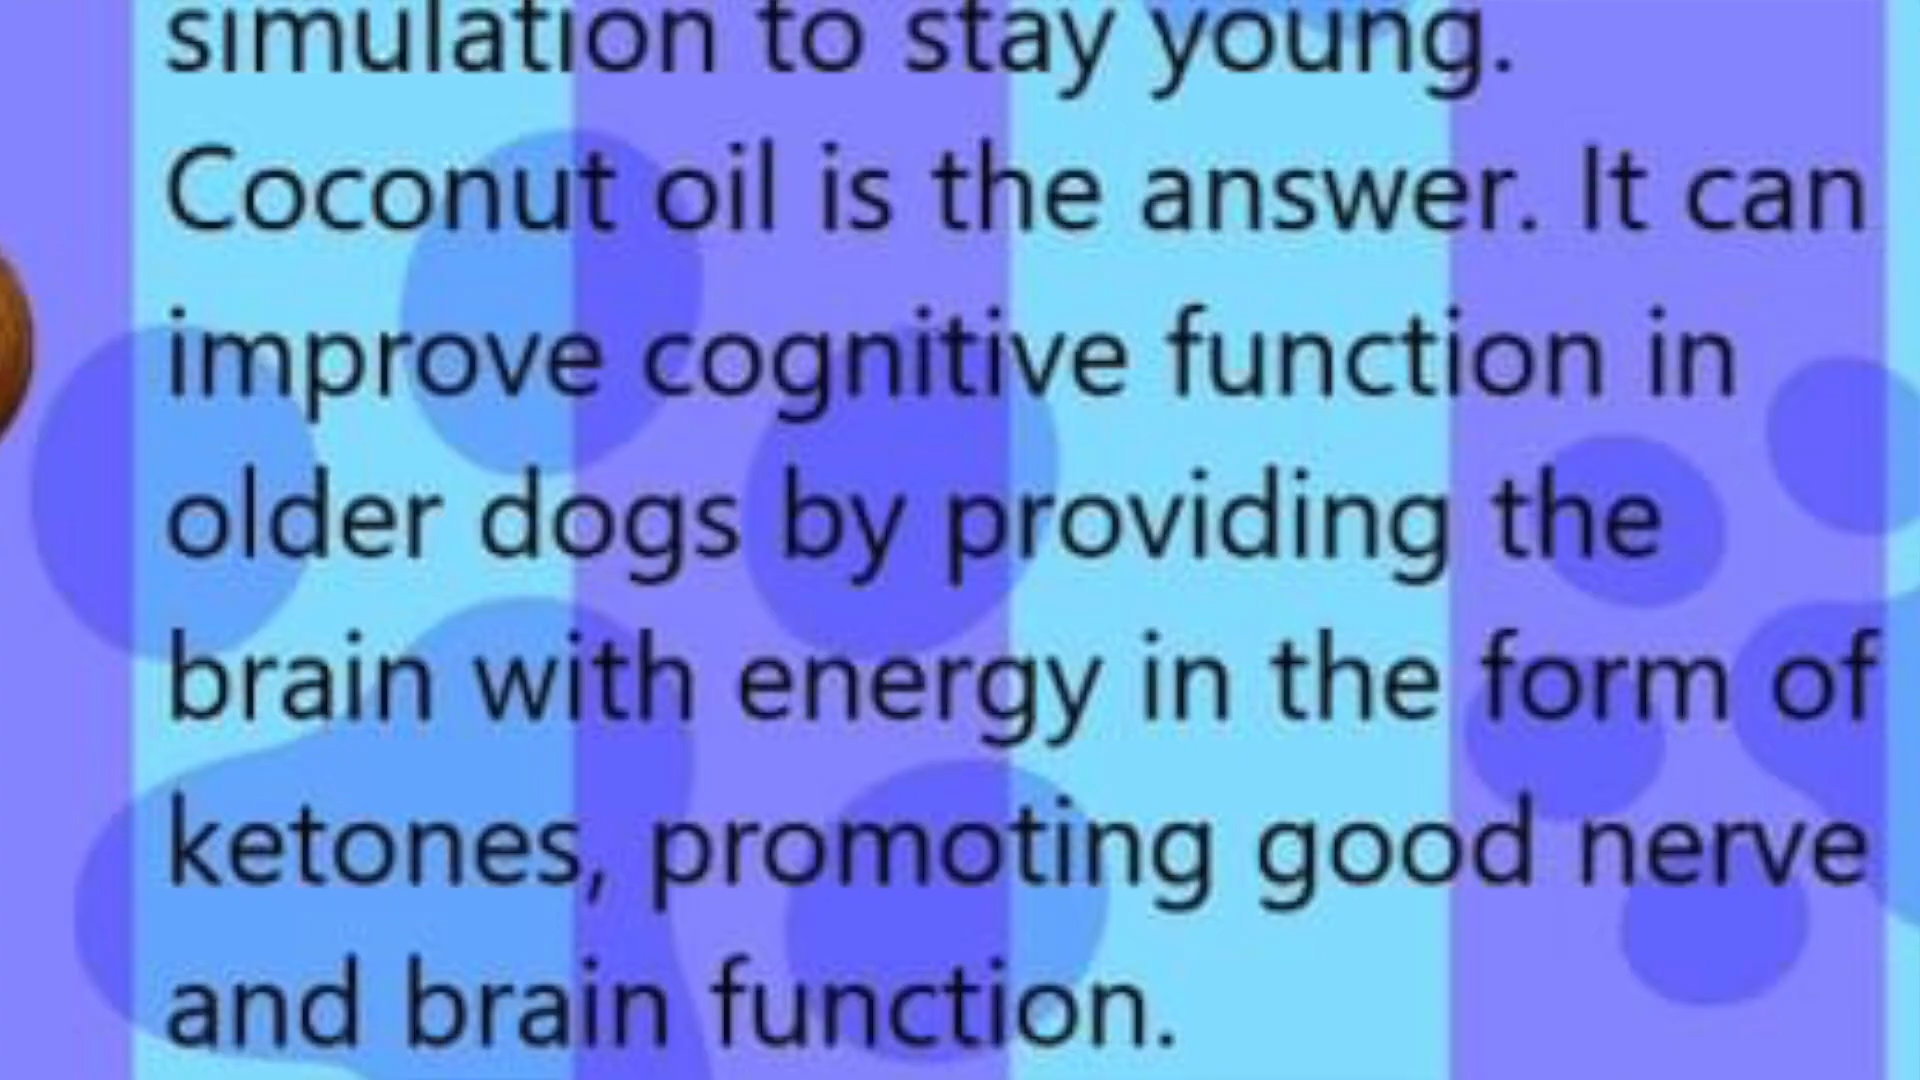 simulation to stay young.
Coconut oil is the answer. It can
improve cognitive function in
older dogs by providing the
brain with energy in the form of
ketones, promoting good nerve
and brain function.